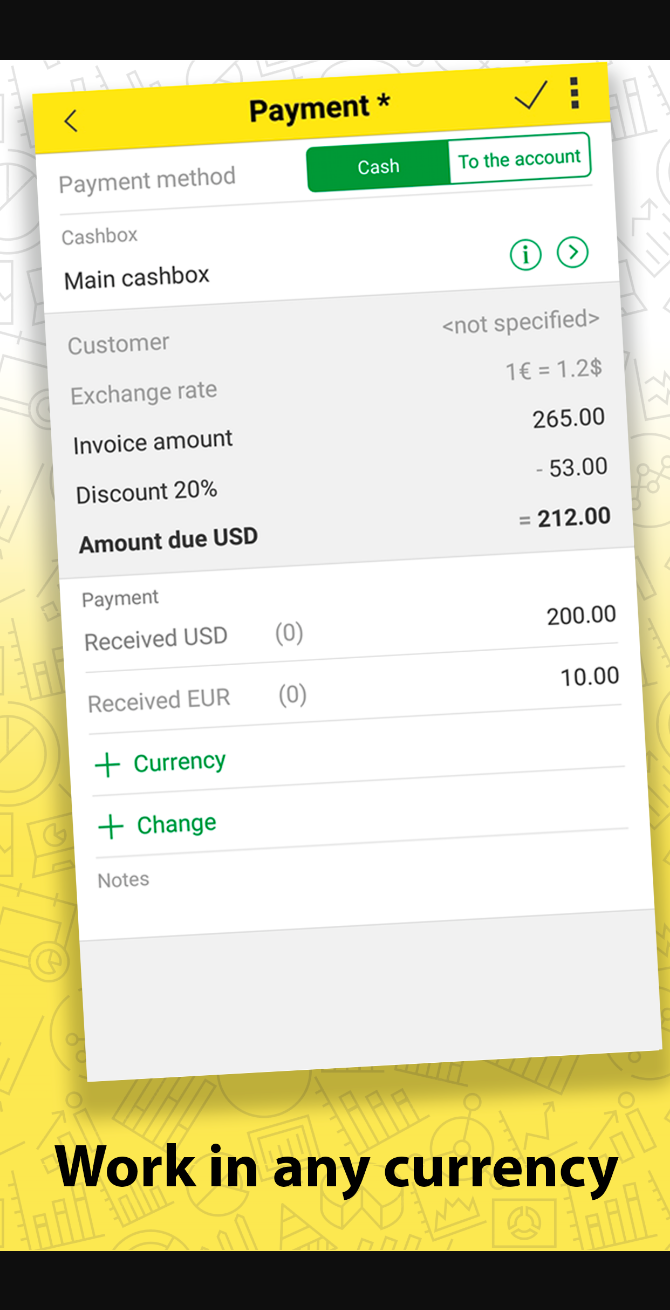 Payment *
Payment method Cash To the account
Cashbox
Main cashbox
Customer <not specified>
Exchange rate 1€ = 1.2$
Invoice amount 265.00
Discount 20% - 53.00
Amount due USD = 212.00
Payment
Received USD (0) 200.00
Received EUR (0) 10.00
+ Currency
+ Change
Notes
Work in any currency